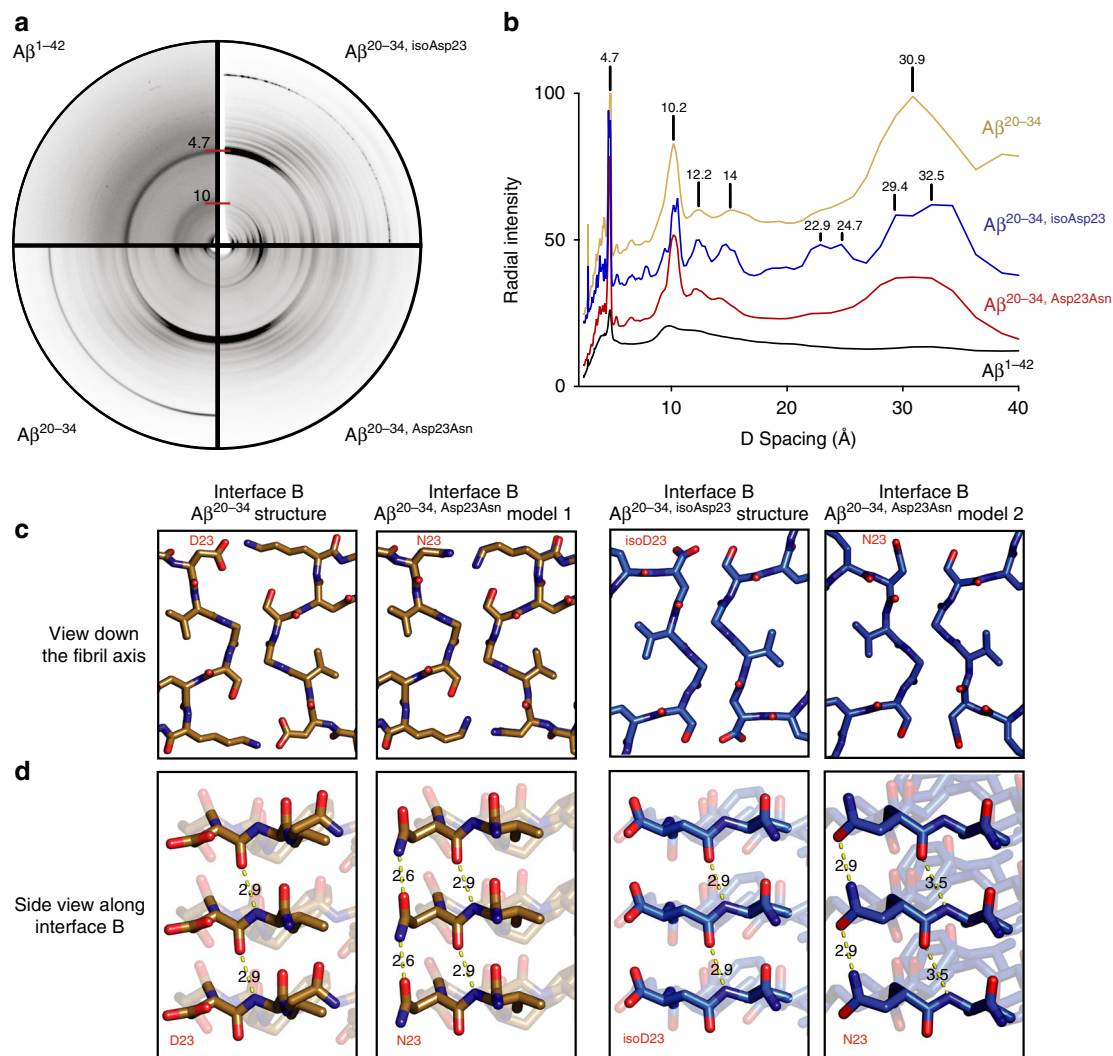 a
Aβ1–42
Aβ20–34, isoAsp23
4.7
10
Aβ20–34
Aβ20–34, Asp23Asn
b
4.7
10.2
12.2
14
30.9
22.9
24.7
29.4
32.5
Aβ20–34
Aβ20–34, isoAsp23
Aβ20–34, Asp23Asn
Aβ1–42
100
50
0
Radial intensity
10
20
30
40
D Spacing (Å)
c
Interface B
Aβ20–34 structure
Interface B
Aβ20–34, Asp23Asn model 1
Interface B
Aβ20–34, isoAsp23 structure
Interface B
Aβ20–34, Asp23Asn model 2
D23
N23
isoD23
N23
View down
the fibril axis
d
Side view along
interface B
2.9
2.9
D23
2.6
2.9
2.6
2.9
N23
2.9
2.9
isoD23
2.9
3.5
2.9
3.5
N23